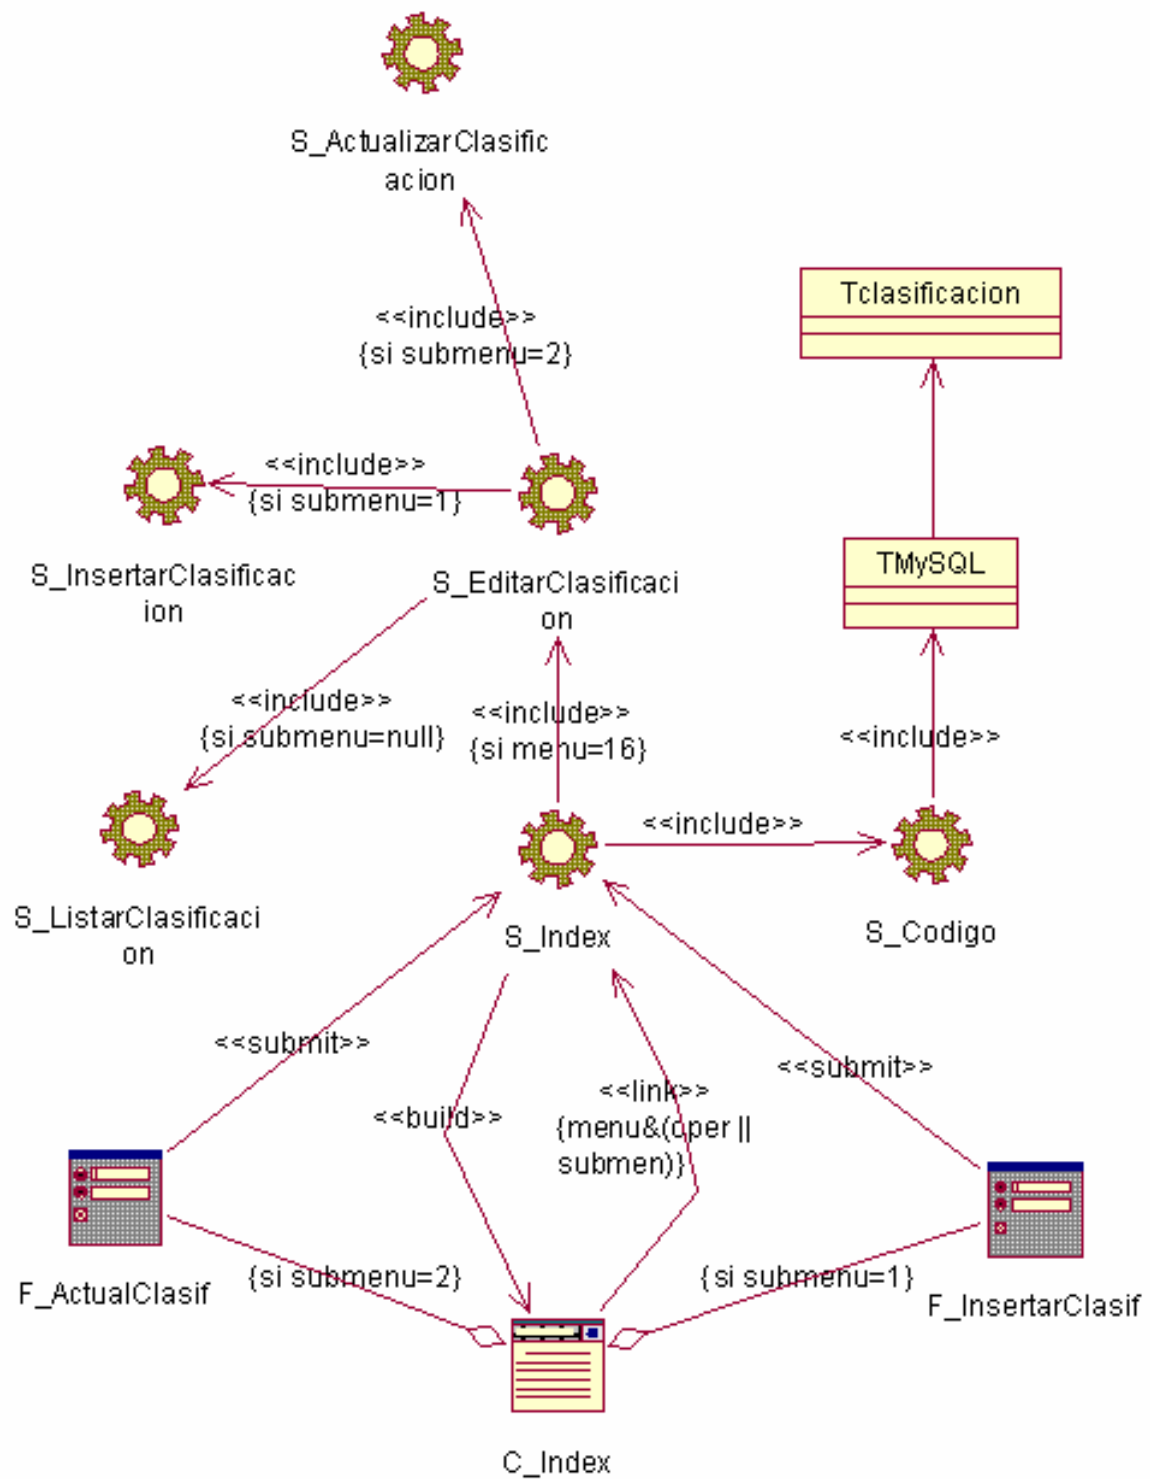 S_ActualizarClasific
acion
Tclasificacion
<<include>>
{si submenu=2}
<<include>>
{si submenu=1}
S_InsertarClasificac
ion
S_EditarClasificaci
on
TMySQL
<<include>>
{si submenu=null}
<<include>>
{si menu=16}
<<include>>
<<include>>
S_ListarClasificaci
on
S_Index
S_Codigo
<<submit>>
<<build>>
<<link>>
{menu&(oper ||
submen)}
<<submit>>
F_ActualClasif
{si submenu=2}
{si submenu=1}
F_InsertarClasif
C_Index